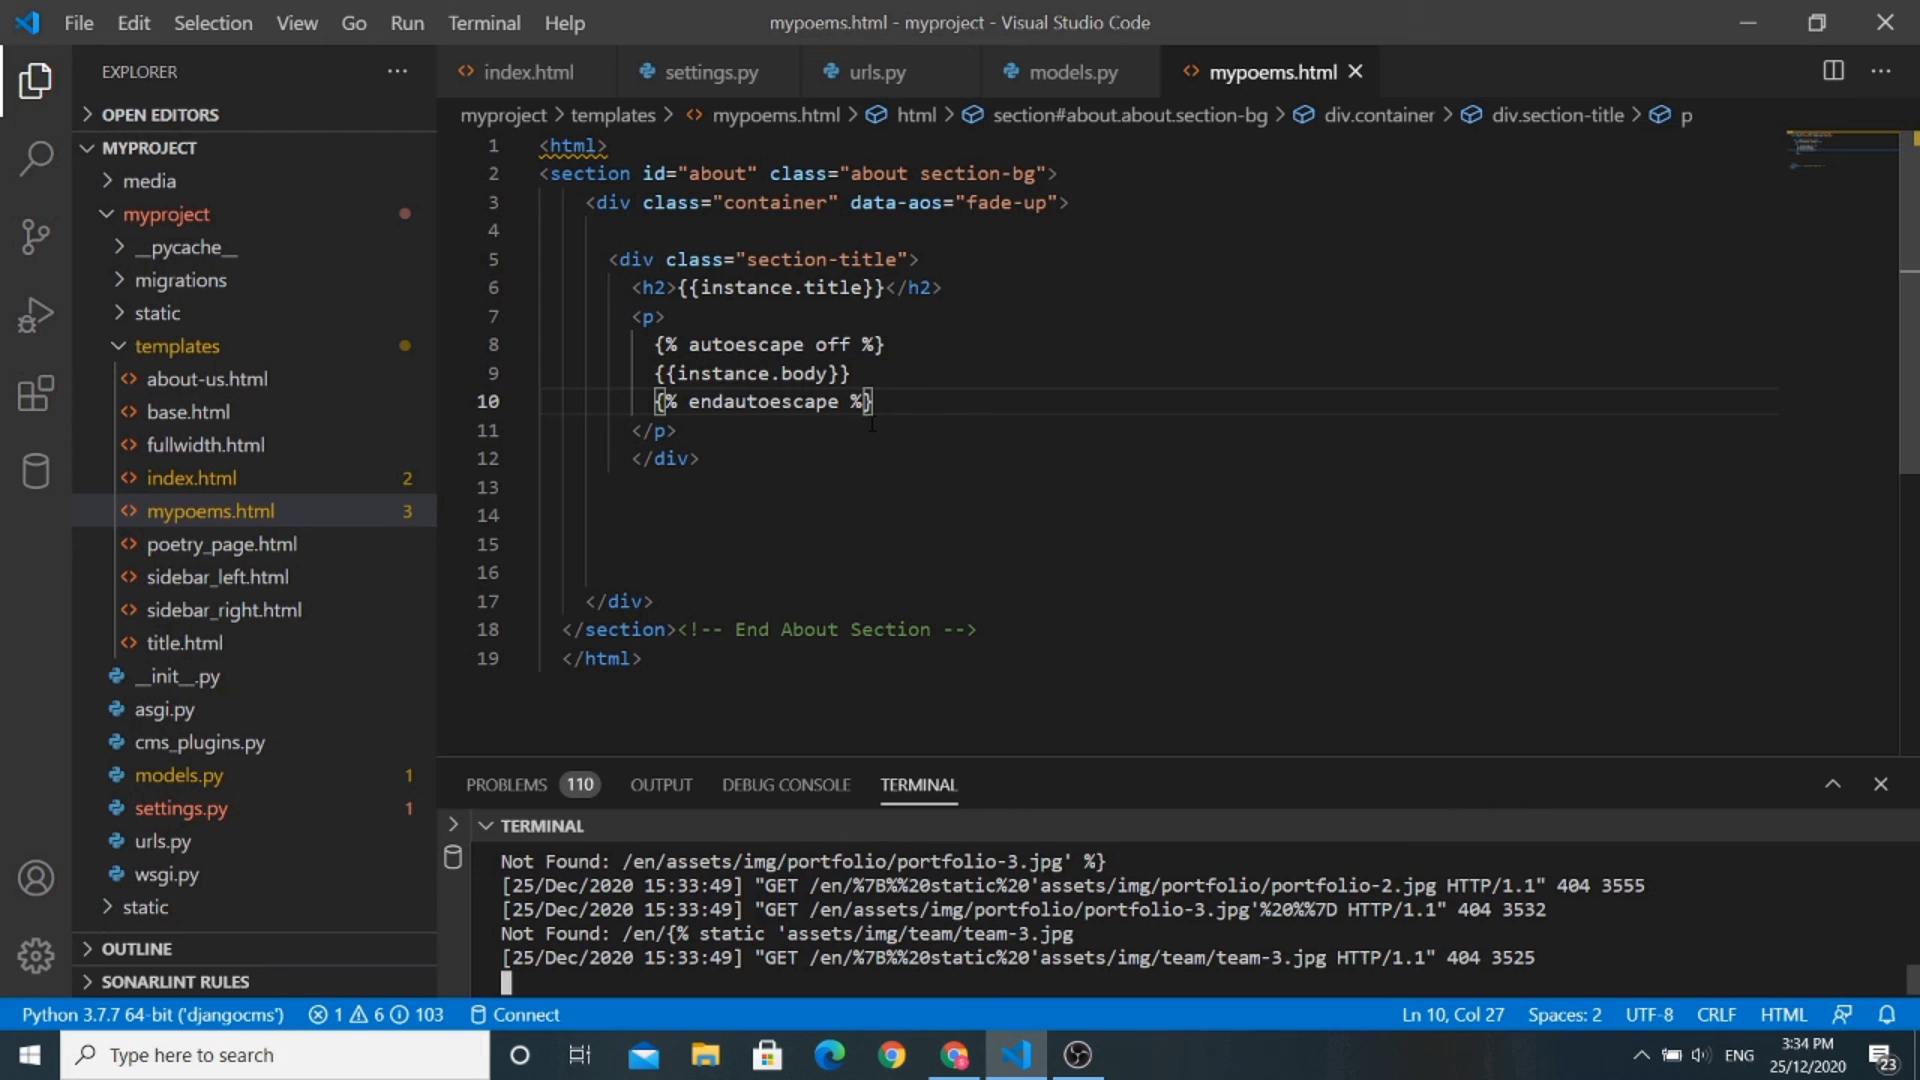 File Edit Selection View Go Run Terminal Help mypoems.html - myproject - Visual Studio Code
EXPLORER
OPEN EDITORS
MYPROJECT
media
myproject
__pycache__
migrations
static
templates
about-us.html
base.html
fullwidth.html
index.html 2
mypoems.html 3
poetry_page.html
sidebar_left.html
sidebar_right.html
title.html
__init__.py
asgi.py
cms_plugins.py
models.py 1
settings.py 1
urls.py
wsgi.py
static
OUTLINE
SONARLINT RULES
index.html settings.py urls.py models.py mypoems.html
myproject > templates > mypoems.html > html > section#about.about.section-bg > div.container > div.section-title > p
1 <html>
2 <section id="about" class="about section-bg">
3 <div class="container" data-aos="fade-up">
4
5 <div class="section-title">
6 <h2>{{instance.title}}</h2>
7 <p>
8 {% autoescape off %}
9 {{instance.body}}
10 {% endautoescape %}
11 </p>
12 </div>
13
14
15
16
17 </div>
18 </section><!-- End About Section -->
19 </html>
PROBLEMS 110 OUTPUT DEBUG CONSOLE TERMINAL
TERMINAL
Not Found: /en/assets/img/portfolio/portfolio-3.jpg' %}
[25/Dec/2020 15:33:49] "GET /en/%7B%%20static%20'assets/img/portfolio/portfolio-2.jpg HTTP/1.1" 404 3555
[25/Dec/2020 15:33:49] "GET /en/assets/img/portfolio/portfolio-3.jpg'%20%%7D HTTP/1.1" 404 3532
Not Found: /en/{% static 'assets/img/team/team-3.jpg
[25/Dec/2020 15:33:49] "GET /en/%7B%%20static%20'assets/img/team/team-3.jpg HTTP/1.1" 404 3525
Python 3.7.7 64-bit ('djangocms') 1 6 103 Connect Ln 10, Col 27 Spaces: 2 UTF-8 CRLF HTML
Type here to search
ENG
3:34 PM
25/12/2020
23